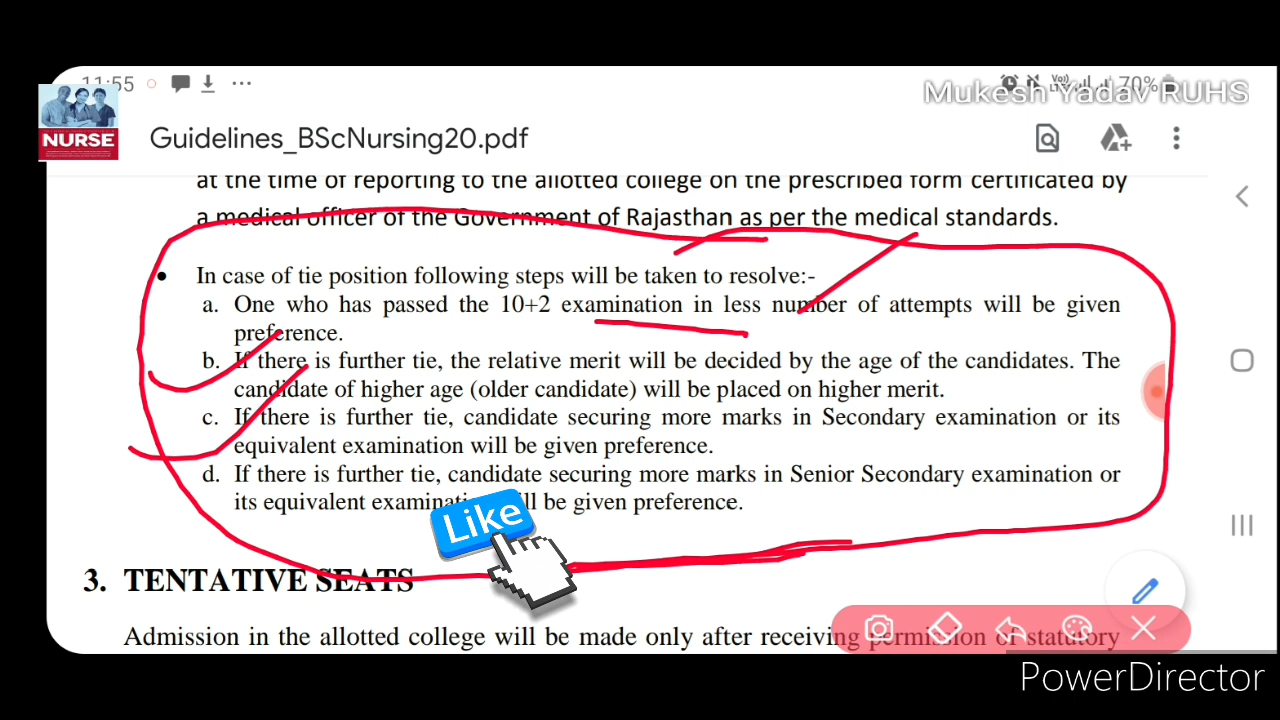 11:55
70%
Mukesh Yadav RUHS
NURSE
Guidelines_BScNursing20.pdf
at the time of reporting to the allotted college on the prescribed form certificated by
a medical officer of the Government of Rajasthan as per the medical standards.
• In case of tie position following steps will be taken to resolve:-
a. One who has passed the 10+2 examination in less number of attempts will be given
preference.
b. If there is further tie, the relative merit will be decided by the age of the candidates. The
candidate of higher age (older candidate) will be placed on higher merit.
c. If there is further tie, candidate securing more marks in Secondary examination or its
equivalent examination will be given preference.
d. If there is further tie, candidate securing more marks in Senior Secondary examination or
its equivalent examination will be given preference.
Like
3. TENTATIVE SEATS
Admission in the allotted college will be made only after receiving permission of statutory
PowerDirector